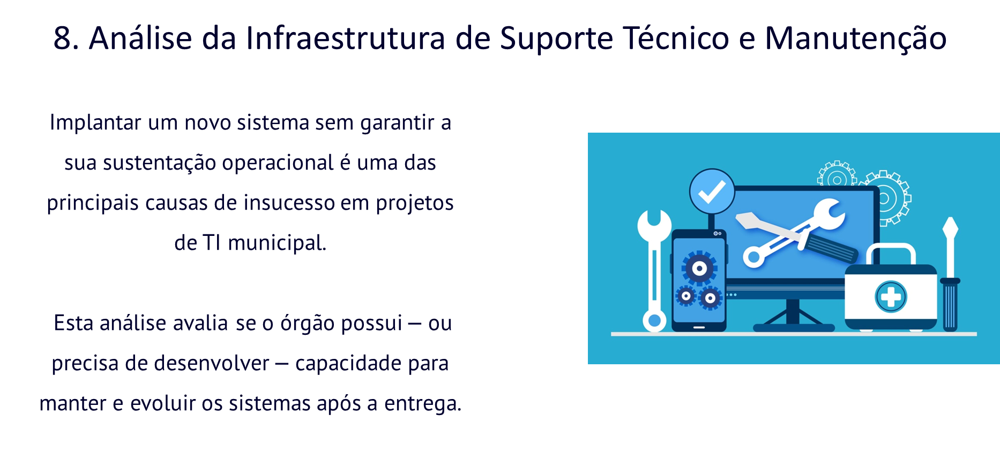 8. Análise da Infraestrutura de Suporte Técnico e Manutenção
Implantar um novo sistema sem garantir a
sua sustentação operacional é uma das
principais causas de insucesso em projetos
de TI municipal.
Esta análise avalia se o órgão possui — ou
precisa de desenvolver — capacidade para
manter e evoluir os sistemas após a entrega.